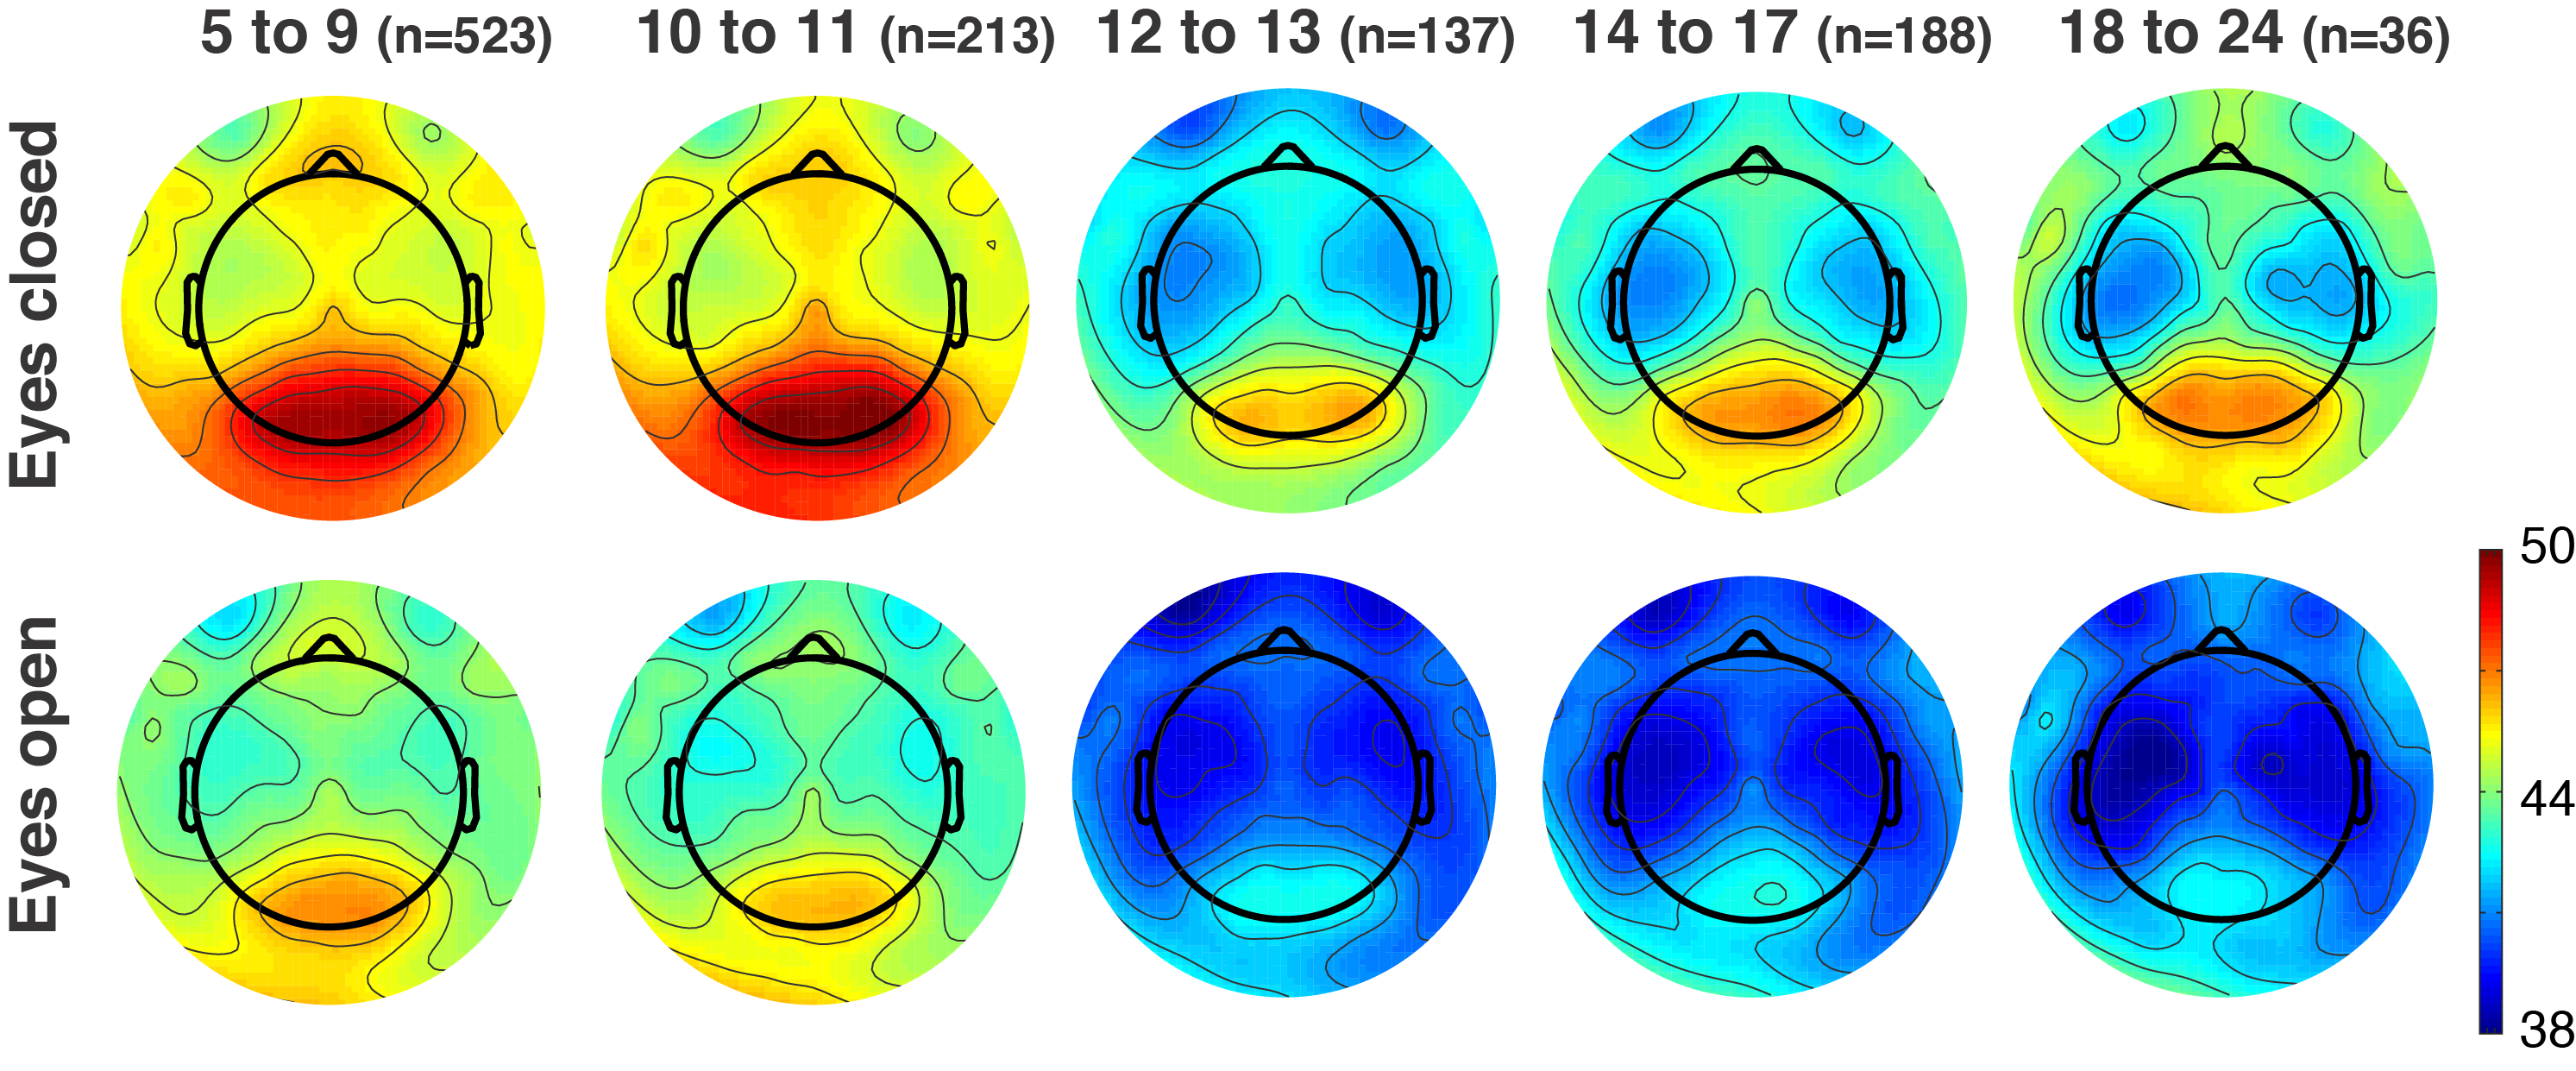 5 to 9 (n=523)
10 to 11 (n=213)
12 to 13 (n=137)
14 to 17 (n=188)
18 to 24 (n=36)
Eyes closed
Eyes open
50
44
38